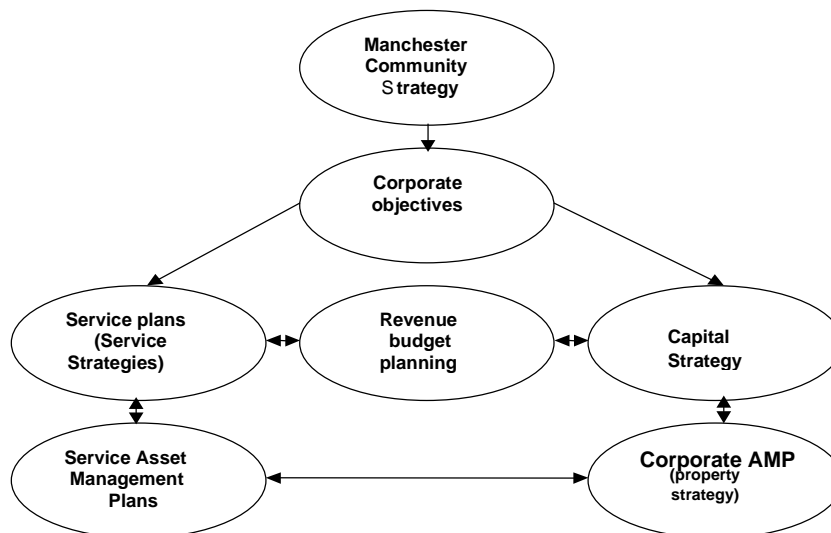 Manchester
Community
Strategy
Corporate
objectives
Service plans
(Service
Strategies)
Revenue
budget
planning
Capital
Strategy
Service Asset
Management
Plans
Corporate AMP
(property
strategy)